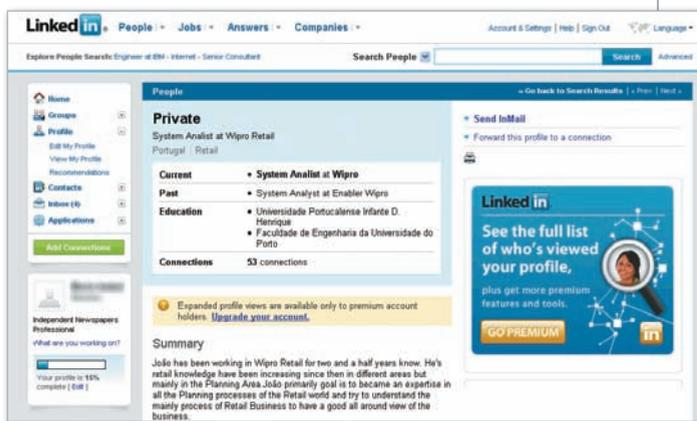 Linked in. People Jobs Answers Companies Account & Settings | Help | Sign Out Language
Explore People Search: Engineer at IBM - Internet - Senior Consultant Search People Search Advanced
Home
Groups
Profile
Edit My Profile
View My Profile
Recommendations
Contacts
Inbox (4)
Applications
Add Connections
Independent Newspapers
Professional
What are you working on?
Your profile is 15%
complete [ Edit ]
People « Go back to Search Results | « Prev | Next »
Private
System Analist at Wipro Retail
Portugal | Retail
Current • System Analist at Wipro
Past • System Analyst at Enabler Wipro
Education • Universidade Portucalense Infante D.
Henrique
• Faculdade de Engenharia da Universidade do
Porto
Connections 53 connections
Expanded profile views are available only to premium account
holders. Upgrade your account.
Summary
João has been working in Wipro Retail for two and a half years know. He's
retail knowledge have been increasing since then in different areas but
mainly in the Planning Area João primarily goal is to became an expertise in
all the Planning processes of the Retail world and try to understand the
mainly process of Retail Business to have a good all around view of the
business.
Send InMail
Forward this profile to a connection
Linked in
See the full list
of who's viewed
your profile,
plus get more premium
features and tools.
GO PREMIUM
in